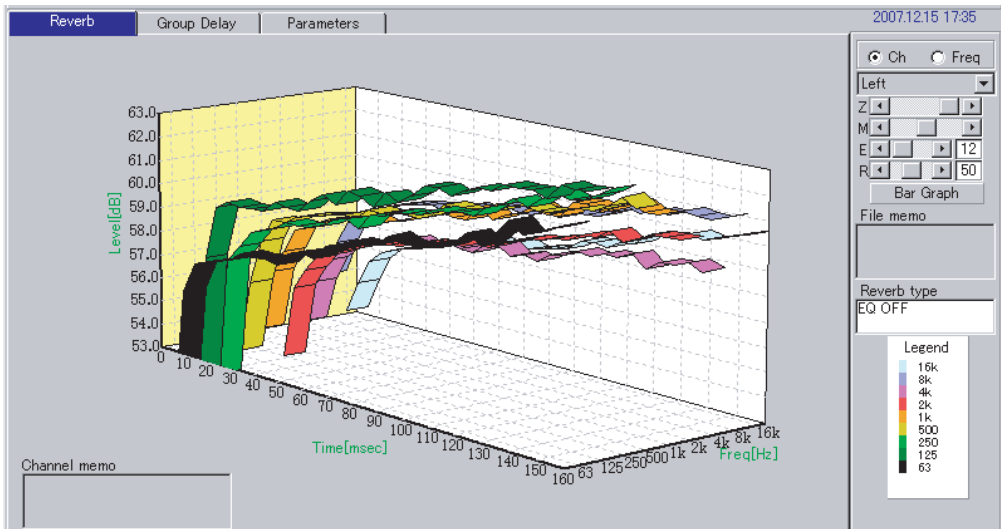 Reverb Group Delay Parameters
2007.12.15 17:35
Ch Freq
Left
Z
M
E 12
R 50
Bar Graph
File memo
Reverb type
EQ OFF
Legend
16k
8k
4k
2k
1k
500
250
125
63
Level[dB]
63.0
62.0
61.0
60.0
59.0
58.0
57.0
56.0
55.0
54.0
53.0
0 10 20 30 40 50 60 70 80 90 100 110 120 130 140 150 160
Time[msec]
63 125 250 500 1k 2k 4k 8k 16k
Freq[Hz]
Channel memo